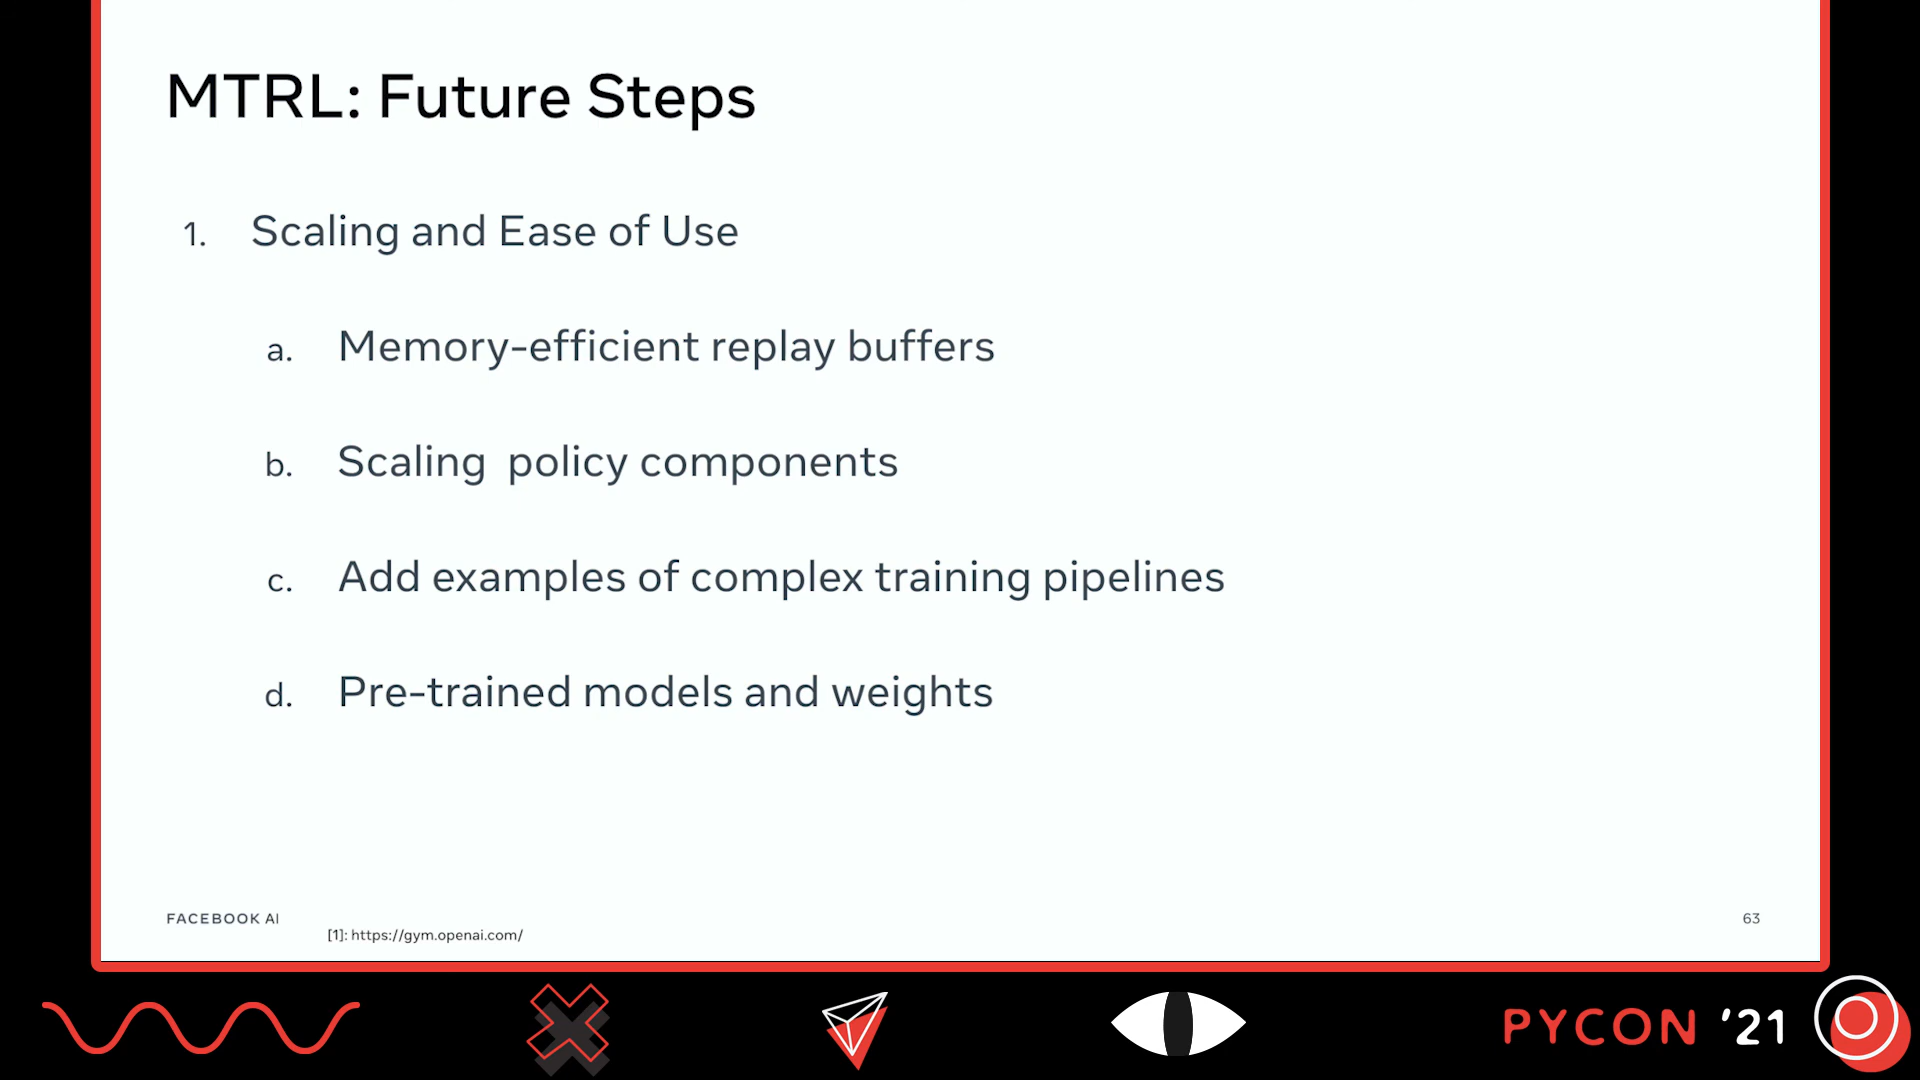 MTRL: Future Steps
1. Scaling and Ease of Use
a. Memory-efficient replay buffers
b. Scaling policy components
c. Add examples of complex training pipelines
d. Pre-trained models and weights
FACEBOOK AI
[1]: https://gym.openai.com/
63
PYCON '21